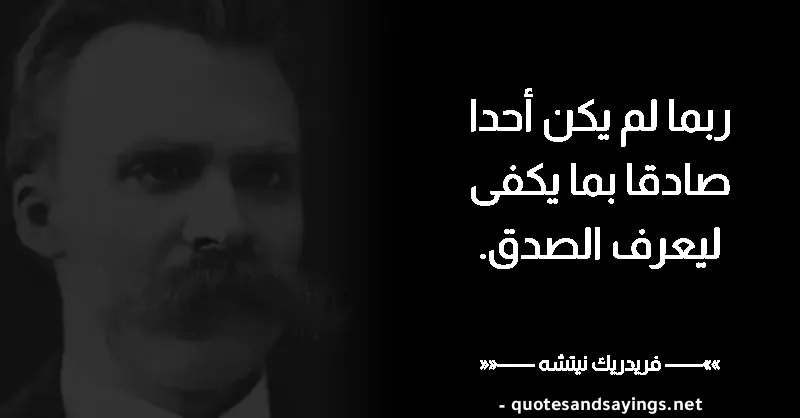 ربما لم يكن أحدا
صادقا بما يكفى
ليعرف الصدق.
»»—— فريدريك نيتشه ——««
- quotesandsayings.net